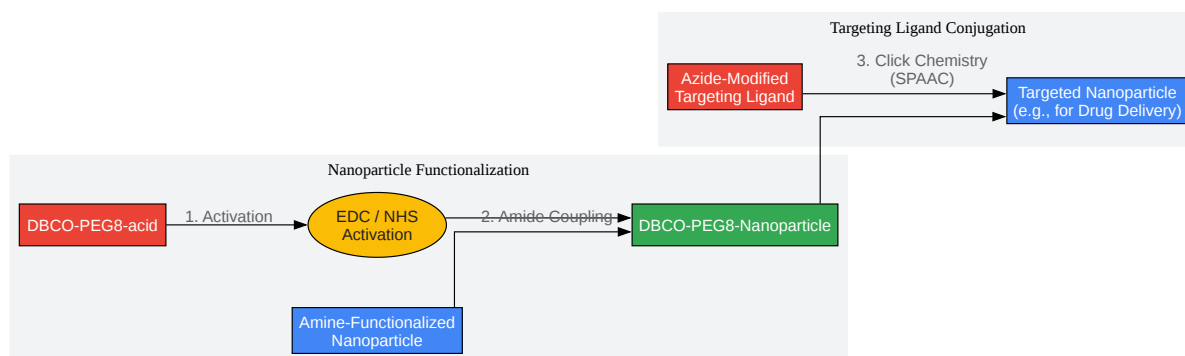 Targeting Ligand Conjugation
Azide-Modified
Targeting Ligand
3. Click Chemistry
(SPAAC)
Targeted Nanoparticle
(e.g., for Drug Delivery)
Nanoparticle Functionalization
DBCO-PEG8-acid
1. Activation
EDC / NHS
Activation
2. Amide Coupling
DBCO-PEG8-Nanoparticle
Amine-Functionalized
Nanoparticle